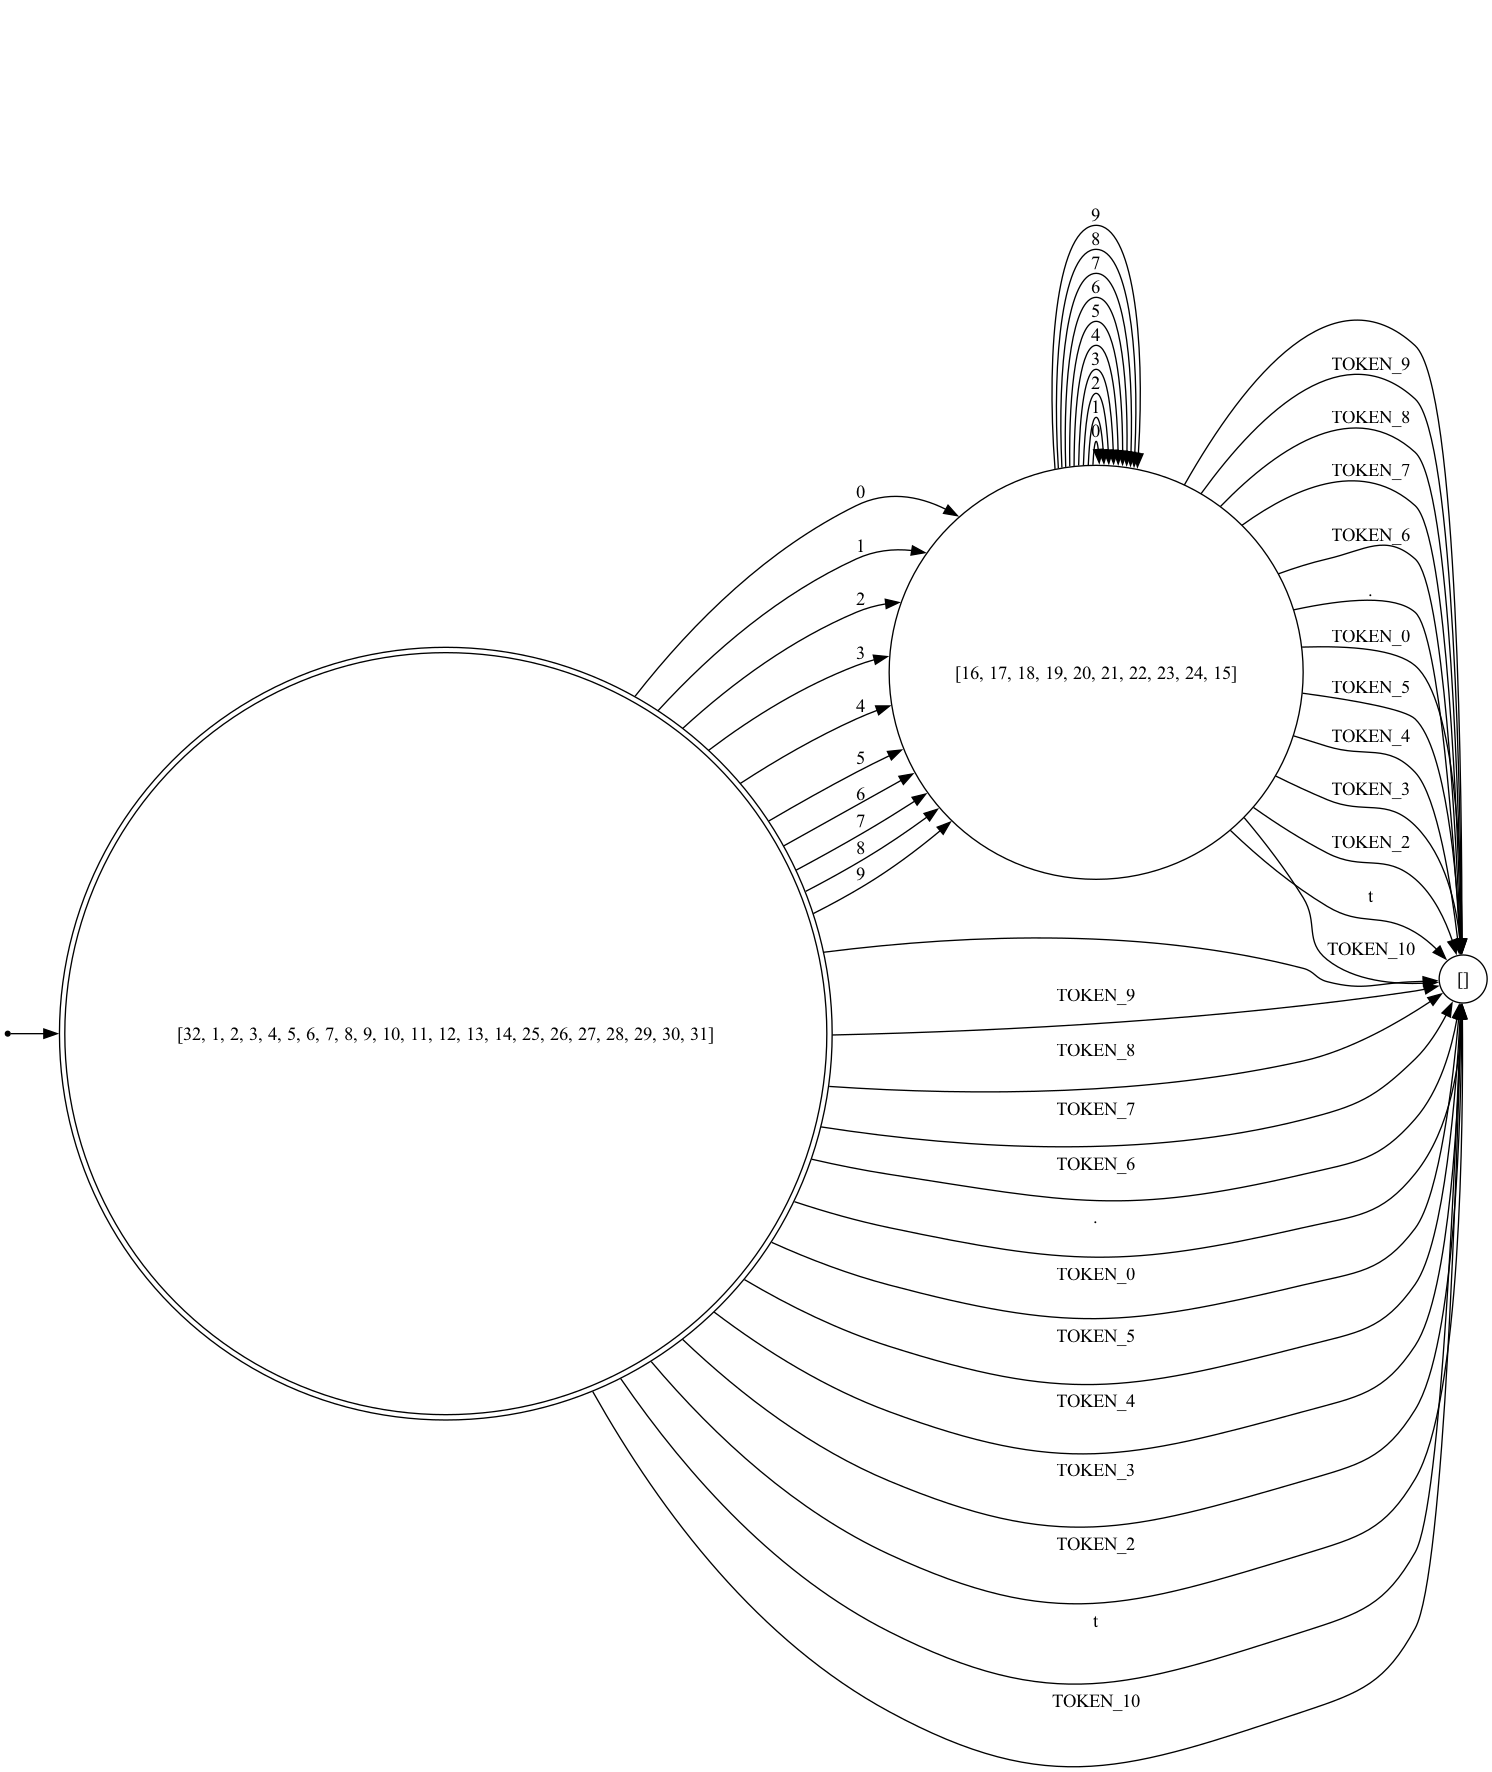 9
8
7
6
5
4
3
2
1
0
TOKEN_9
TOKEN_8
TOKEN_7
TOKEN_6
.
TOKEN_0
TOKEN_5
TOKEN_4
TOKEN_3
TOKEN_2
t
TOKEN_10
0
1
2
3
4
5
6
7
8
9
[16, 17, 18, 19, 20, 21, 22, 23, 24, 15]
[]
[32, 1, 2, 3, 4, 5, 6, 7, 8, 9, 10, 11, 12, 13, 14, 25, 26, 27, 28, 29, 30, 31]
TOKEN_9
TOKEN_8
TOKEN_7
TOKEN_6
.
TOKEN_0
TOKEN_5
TOKEN_4
TOKEN_3
TOKEN_2
t
TOKEN_10